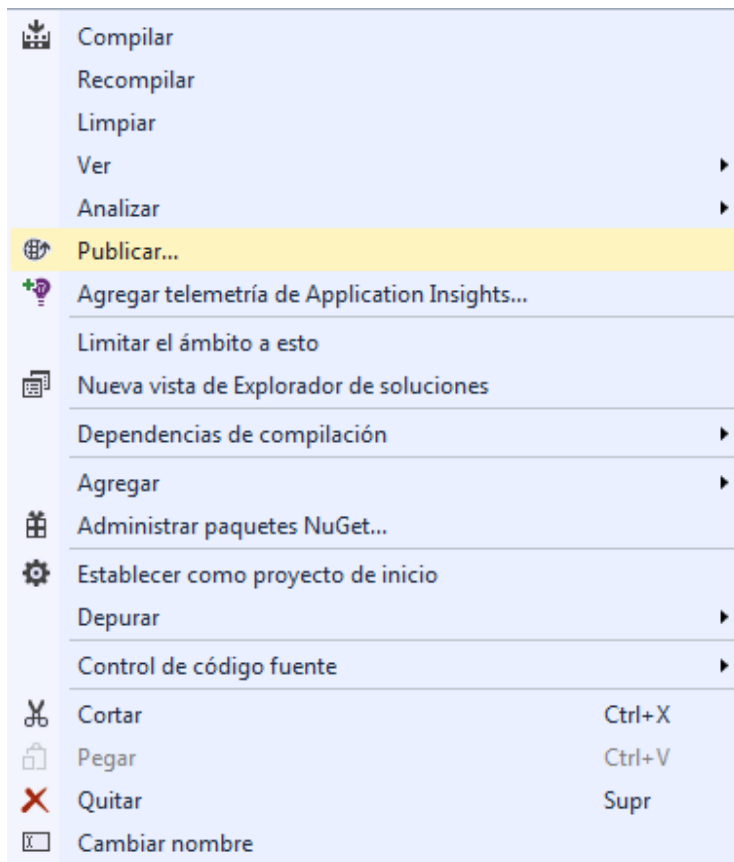 Compilar
Recompilar
Limpiar
Ver
Analizar
Publicar...
Agregar telemetría de Application Insights...
Limitar el ámbito a esto
Nueva vista de Explorador de soluciones
Dependencias de compilación
Agregar
Administrar paquetes NuGet...
Establecer como proyecto de inicio
Depurar
Control de código fuente
Cortar Ctrl+X
Pegar Ctrl+V
Quitar Supr
Cambiar nombre